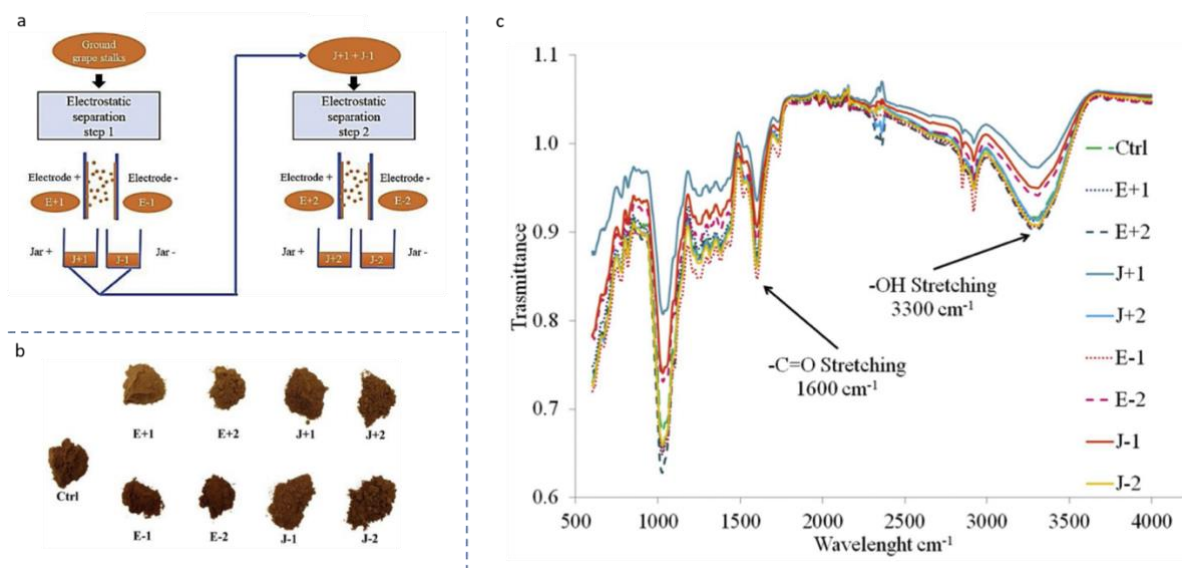 a
Ground
grape stalks
J+1 + J-1
Electrostatic
separation
step 1
Electrostatic
separation
step 2
Electrode +
Electrode -
E+1
E-1
Electrode +
Electrode -
E+2
E-2
Jar +
J+1
J-1
Jar -
Jar +
J+2
J-2
Jar -
b
E+1
E+2
J+1
J+2
Ctrl
E-1
E-2
J-1
J-2
c
Trasmittance
1.1
1.0
0.9
0.8
0.7
0.6
-OH Stretching
3300 cm-1
-C=O Stretching
1600 cm-1
Ctrl
E+1
E+2
J+1
J+2
E-1
E-2
J-1
J-2
500 1000 1500 2000 2500 3000 3500 4000
Wavelenght cm-1